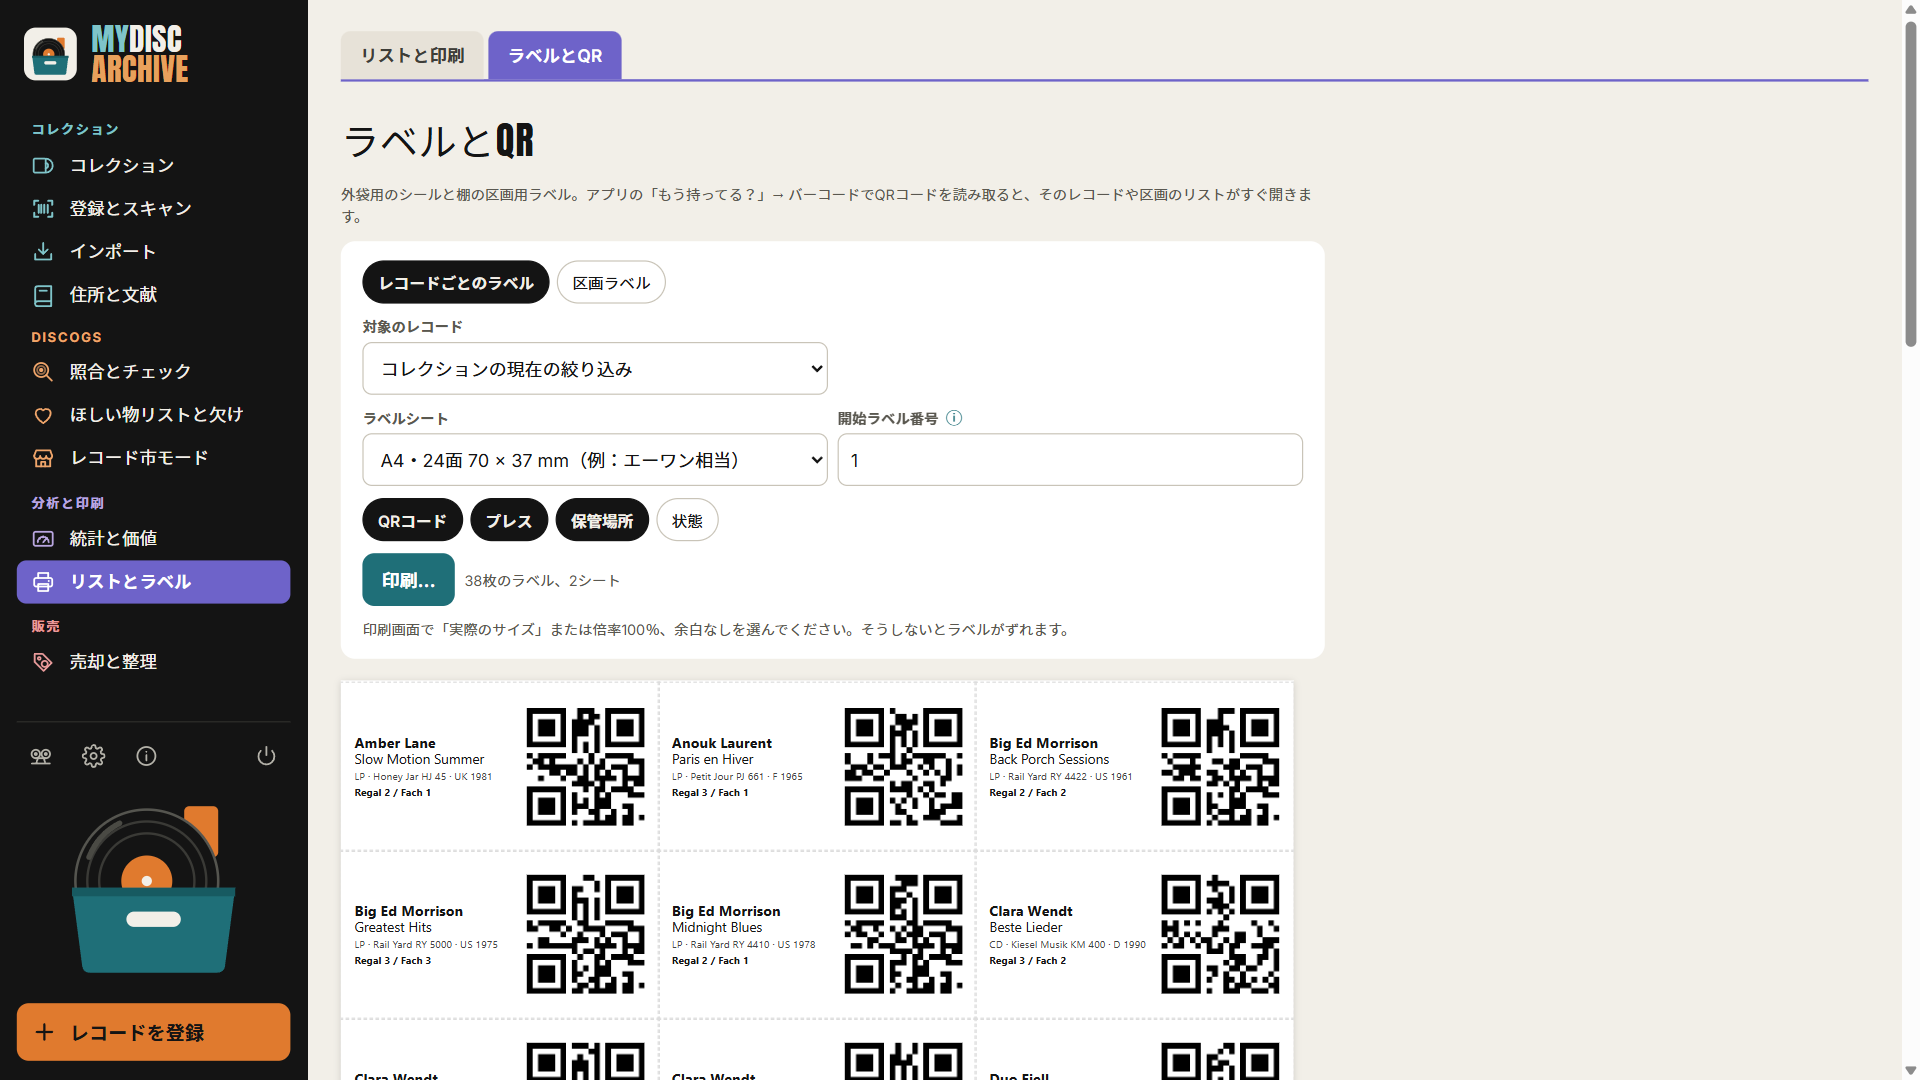 MYDISC
ARCHIVE
コレクション
コレクション
登録とスキャン
インポート
住所と文献
DISCOGS
照合とチェック
ほしい物リストと欠け
レコード市モード
分析と印刷
統計と価値
リストとラベル
販売
売却と整理
レコードを登録
リストと印刷
ラベルとQR
ラベルとQR
外袋用のシールと棚の区画用ラベル。アプリの「もう持ってる？」→ バーコードでQRコードを読み取ると、そのレコードや区画のリストがすぐ開きま
す。
レコードごとのラベル
区画ラベル
対象のレコード
コレクションの現在の絞り込み
ラベルシート
開始ラベル番号
A4・24面 70 × 37 mm（例：エーワン相当）
1
QRコード
プレス
保管場所
状態
印刷...
38枚のラベル、2シート
印刷画面で「実際のサイズ」または倍率100%、余白なしを選んでください。そうしないとラベルがずれます。
Amber Lane
Slow Motion Summer
LP · Honey Jar HJ 45 · UK 1981
Regal 2 / Fach 1
Anouk Laurent
Paris en Hiver
LP · Petit Jour PJ 661 · F 1965
Regal 3 / Fach 1
Big Ed Morrison
Back Porch Sessions
LP · Rail Yard RY 4422 · US 1961
Regal 2 / Fach 2
Big Ed Morrison
Greatest Hits
LP · Rail Yard RY 5000 · US 1975
Regal 3 / Fach 3
Big Ed Morrison
Midnight Blues
LP · Rail Yard RY 4410 · US 1978
Regal 2 / Fach 1
Clara Wendt
Beste Lieder
CD · Kiesel Musik KM 400 · D 1990
Regal 3 / Fach 2
Clara Wendt
Clara Wendt
Duo Fjell